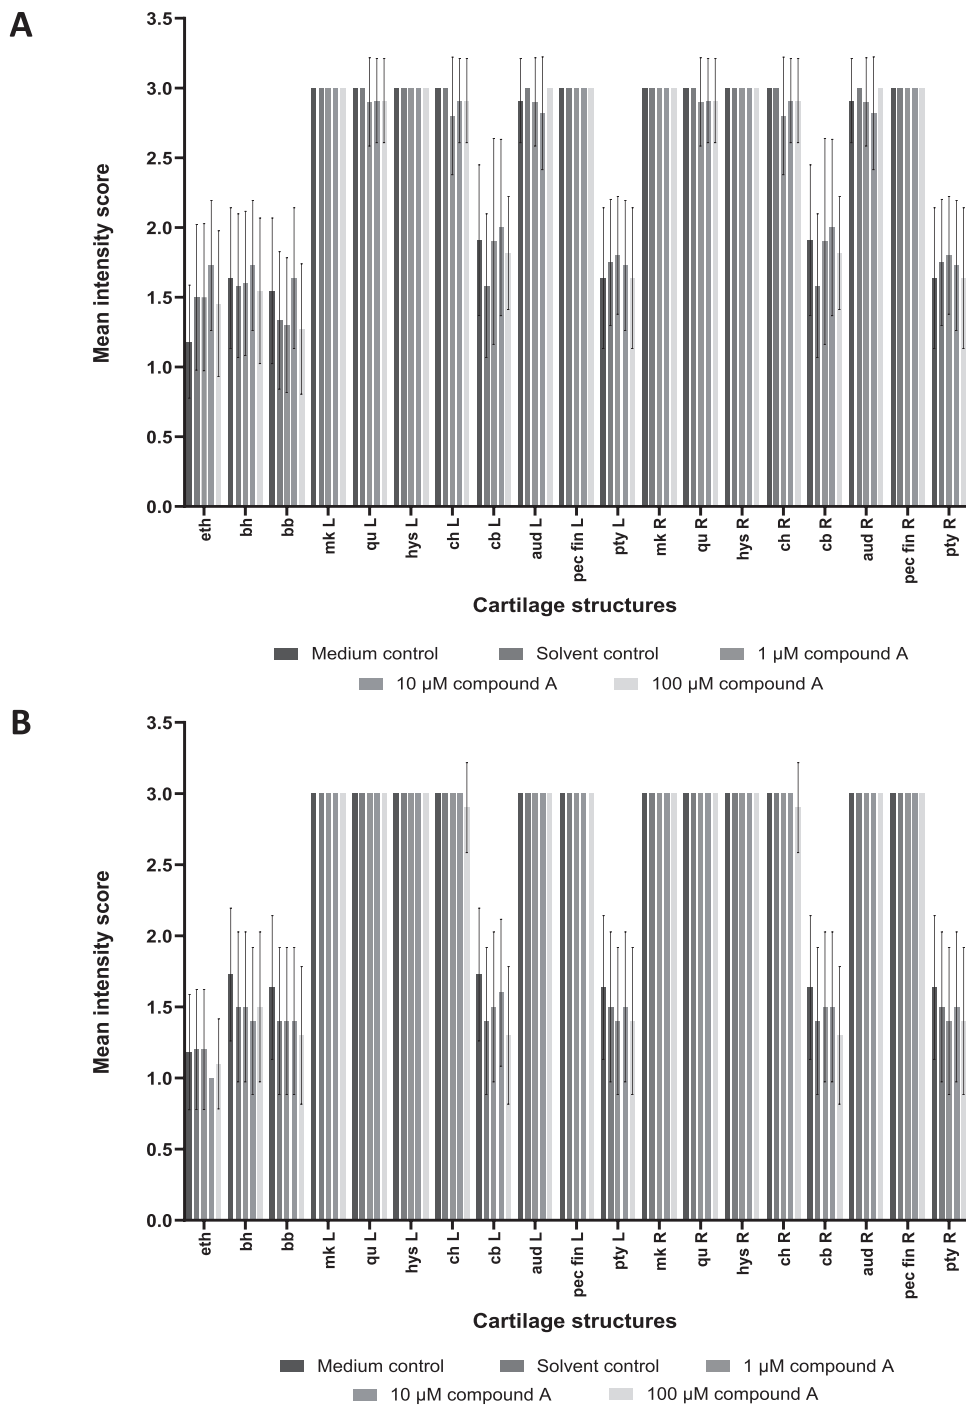 A
3.5
3.0
2.5
2.0
1.5
1.0
0.5
0.0
Mean intensity score
eth bh bb mk L qu L hys L ch L cb L aud L pec fin L pty L mk R qu R hys R ch R cb R aud R pec fin R pty R
Cartilage structures
Medium control Solvent control 1 µM compound A
10 µM compound A 100 µM compound A
B
3.5
3.0
2.5
2.0
1.5
1.0
0.5
0.0
Mean intensity score
eth bh bb mk L qu L hys L ch L cb L aud L pec fin L pty L mk R qu R hys R ch R cb R aud R pec fin R pty R
Cartilage structures
Medium control Solvent control 1 µM compound A
10 µM compound A 100 µM compound A